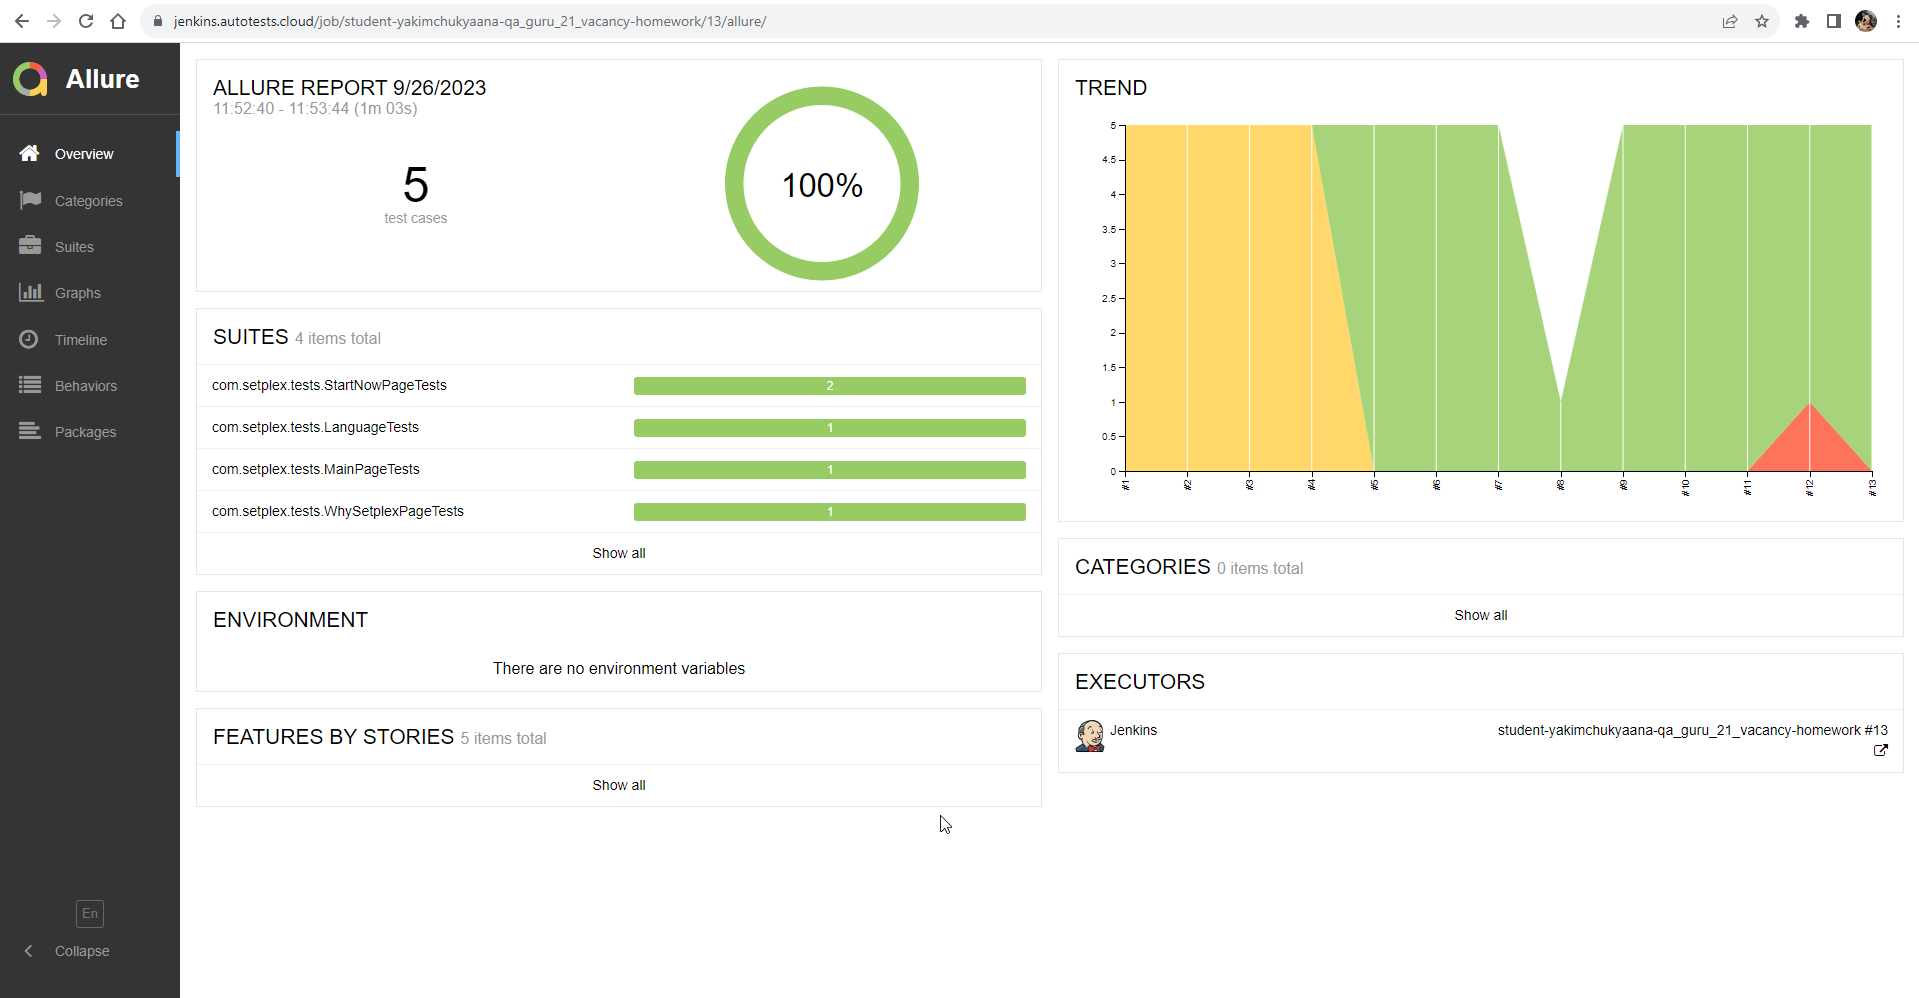 jenkins.autotests.cloud/job/student-yakimchukyaana-qa_guru_21_vacancy-homework/13/allure/
Allure
Overview
Categories
Suites
Graphs
Timeline
Behaviors
Packages
En
Collapse
ALLURE REPORT 9/26/2023
11:52:40 - 11:53:44 (1m 03s)
5
test cases
100%
SUITES 4 items total
com.setplex.tests.StartNowPageTests 2
com.setplex.tests.LanguageTests 1
com.setplex.tests.MainPageTests 1
com.setplex.tests.WhySetplexPageTests 1
Show all
ENVIRONMENT
There are no environment variables
FEATURES BY STORIES 5 items total
Show all
TREND
5
4.5
4
3.5
3
2.5
2
1.5
1
0.5
0
#1 #2 #3 #4 #5 #6 #7 #8 #9 #10 #11 #12 #13
CATEGORIES 0 items total
Show all
EXECUTORS
Jenkins student-yakimchukyaana-qa_guru_21_vacancy-homework #13